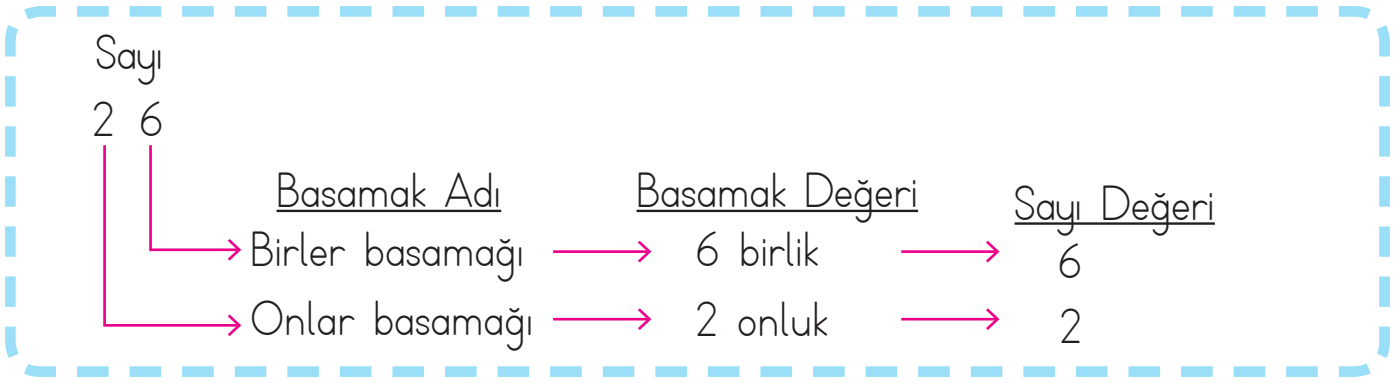 Sayı
2 6
Basamak Adı Basamak Değeri Sayı Değeri
Birler basamağı 6 birlik 6
Onlar basamağı 2 onluk 2